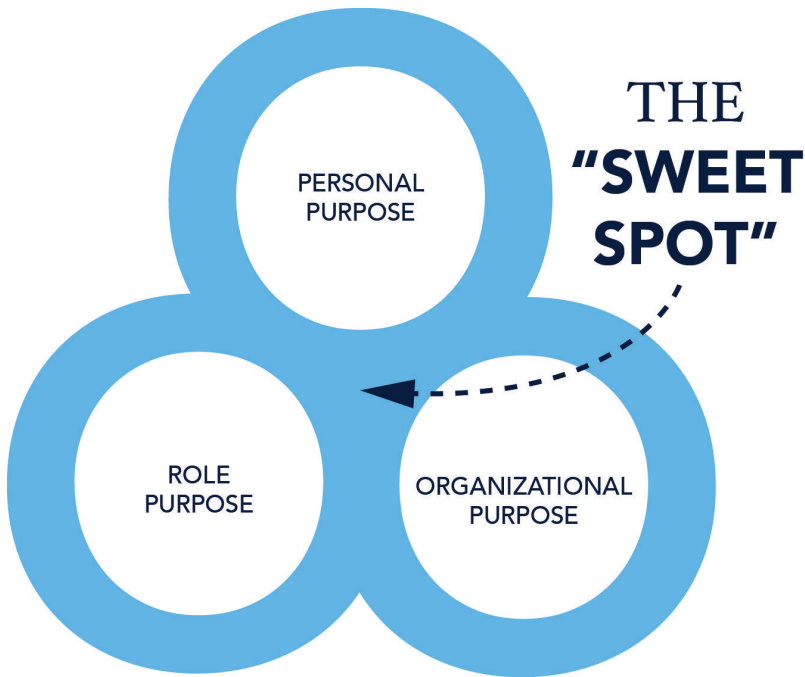 THE
"SWEET
SPOT"
PERSONAL
PURPOSE
ROLE
PURPOSE
ORGANIZATIONAL
PURPOSE